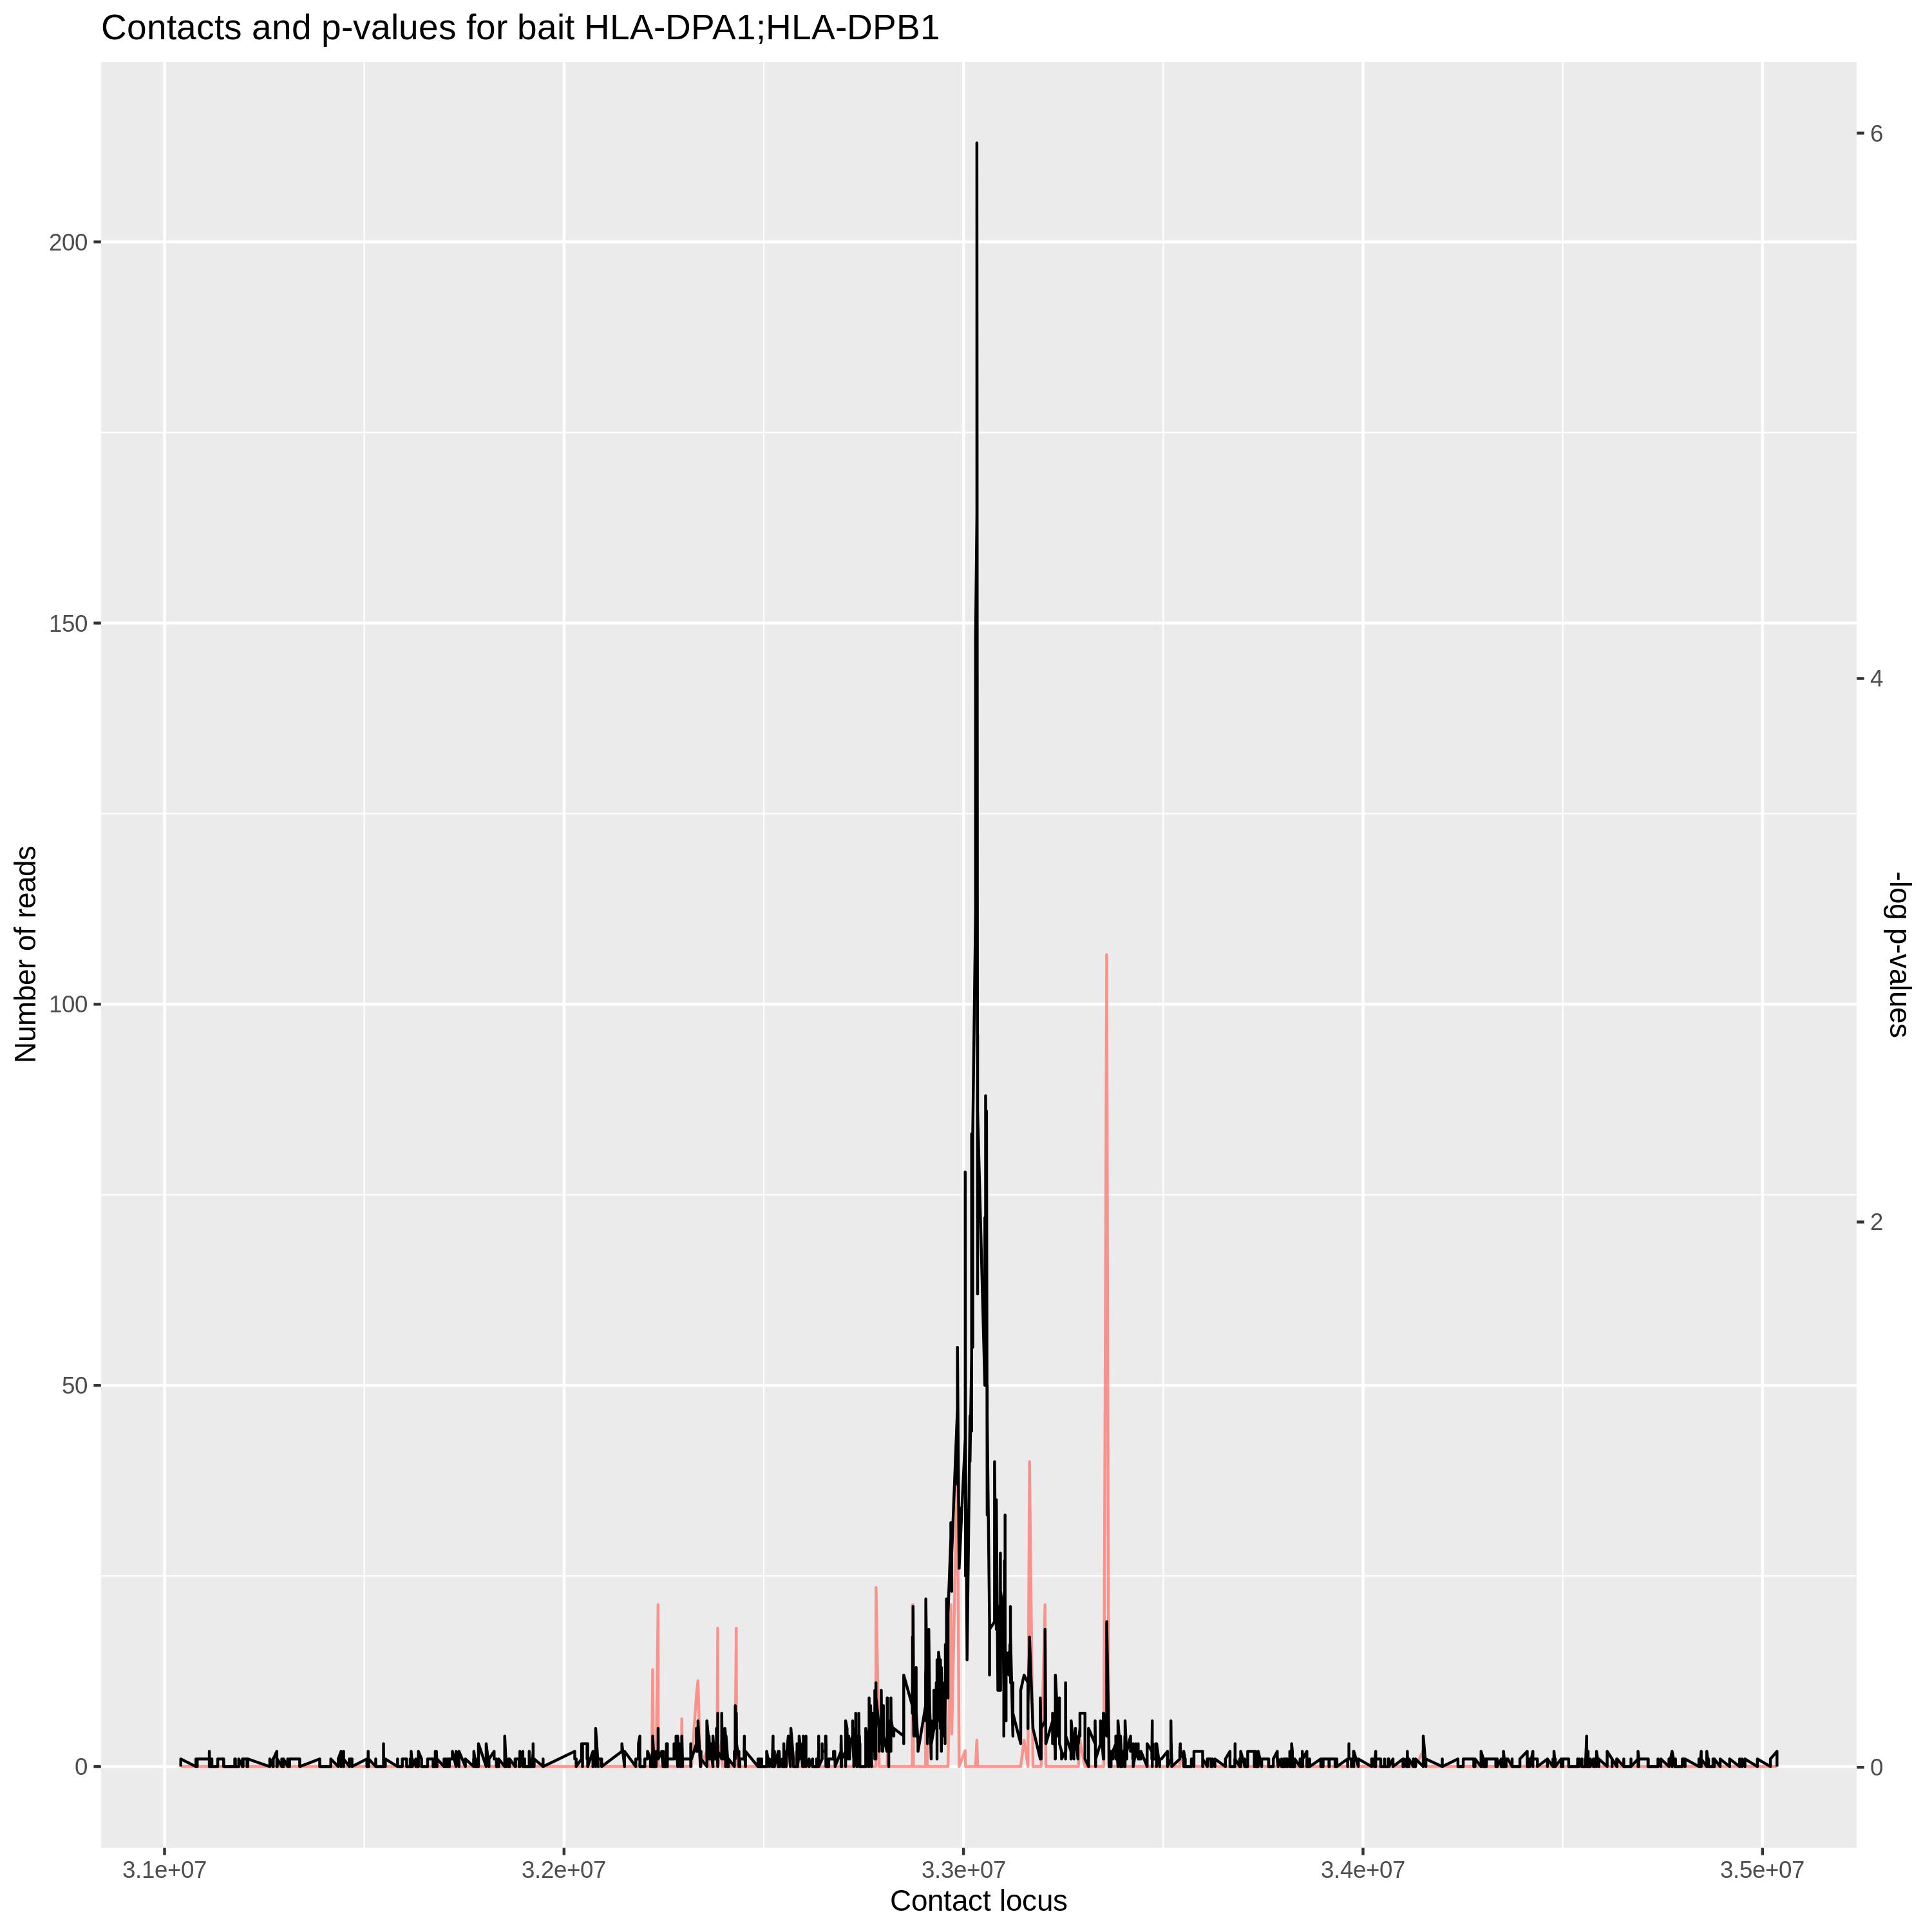 Contacts and p-values for bait HLA-DPA1;HLA-DPB1
Number of reads
200
150
100
50
0
6
4
2
0
-log p-values
3.1e+07
3.2e+07
3.3e+07
3.4e+07
3.5e+07
Contact locus